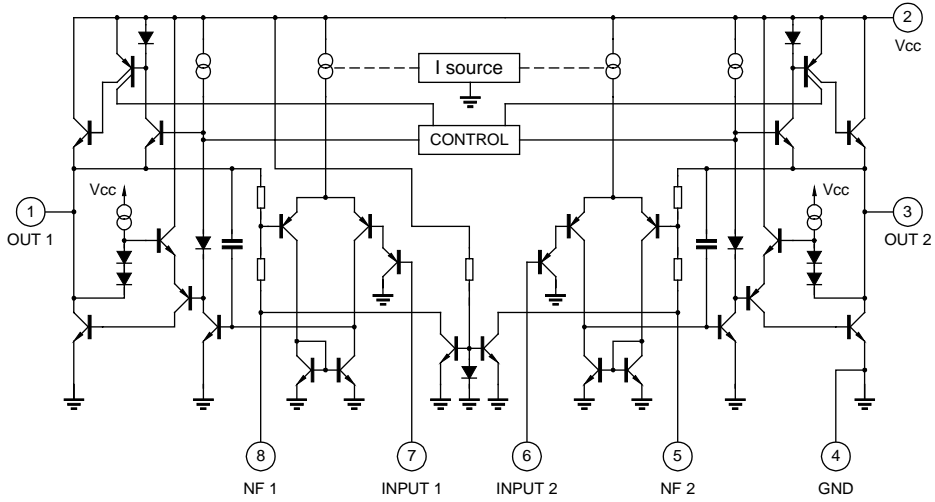 2
Vcc
I source
CONTROL
Vcc
Vcc
1
OUT 1
3
OUT 2
8
7
6
5
4
NF 1
INPUT 1
INPUT 2
NF 2
GND